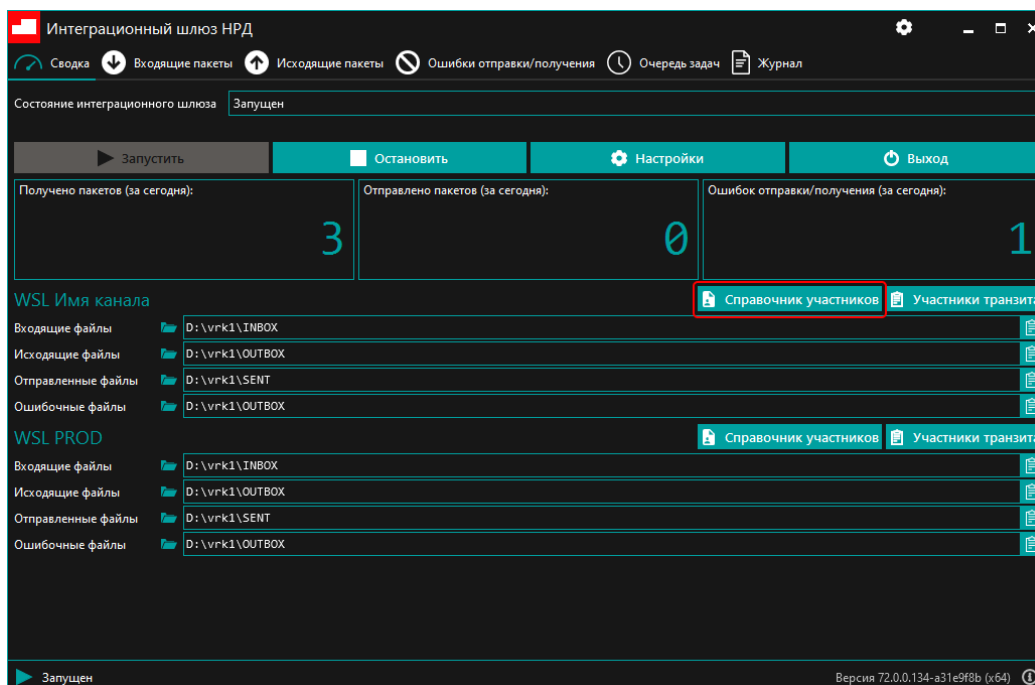 Интеграционный шлюз НРД
Сводка Входящие пакеты Исходящие пакеты Ошибки отправки/получения Очередь задач Журнал
Состояние интеграционного шлюза Запущен
Запустить Остановить Настройки Выход
Получено пакетов (за сегодня): Отправлено пакетов (за сегодня): Ошибок отправки/получения (за сегодня):
3 0 1
WSL Имя канала Справочник участников Участники транзита
Входящие файлы D:\vrk1\INBOX
Исходящие файлы D:\vrk1\OUTBOX
Отправленные файлы D:\vrk1\SENT
Ошибочные файлы D:\vrk1\OUTBOX
WSL PROD Справочник участников Участники транзита
Входящие файлы D:\vrk1\INBOX
Исходящие файлы D:\vrk1\OUTBOX
Отправленные файлы D:\vrk1\SENT
Ошибочные файлы D:\vrk1\OUTBOX
Запущен Версия 72.0.0.134-a31e9f8b (x64)